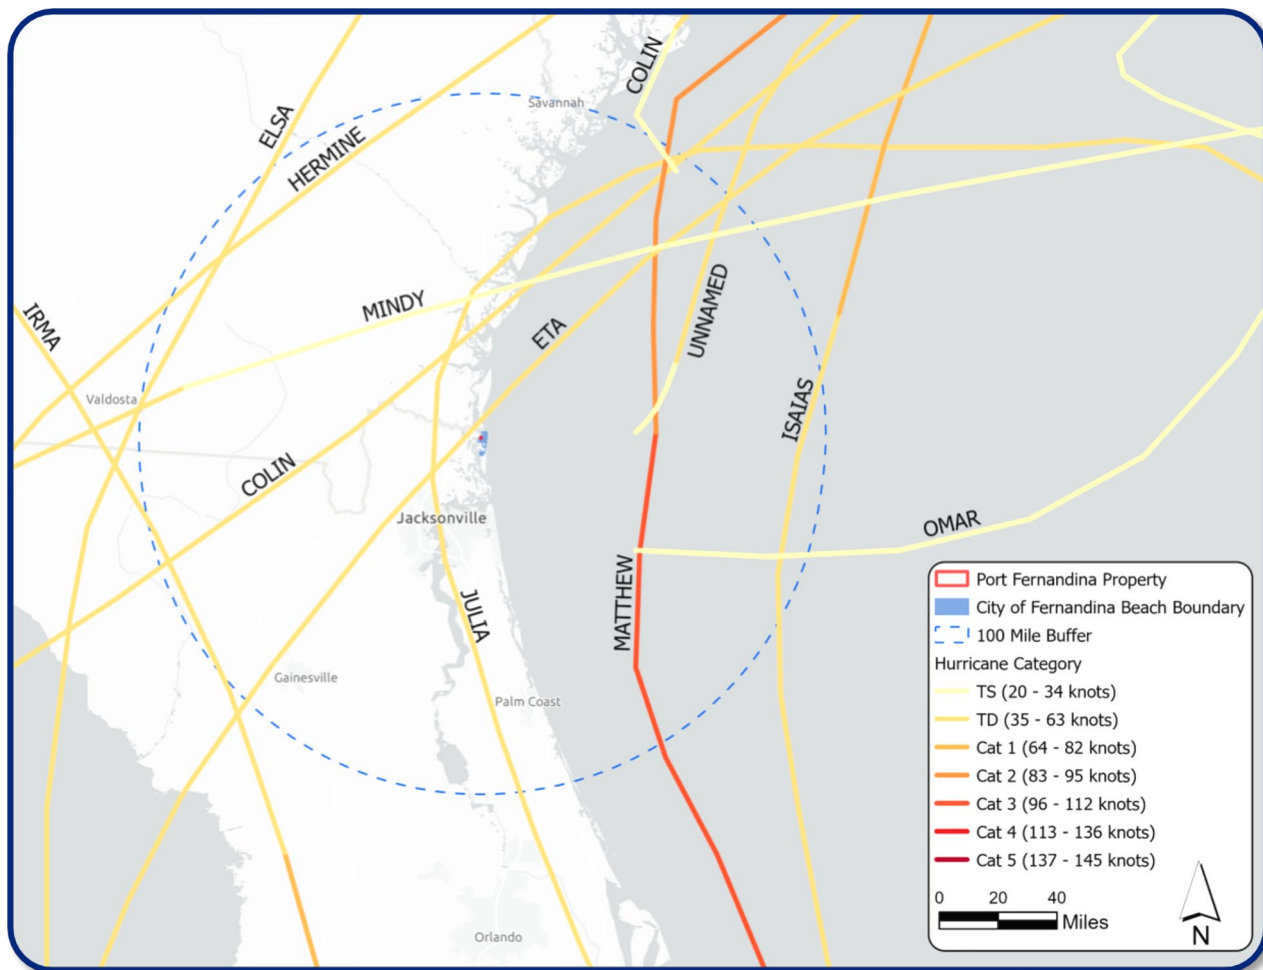 COLIN
Savannah
ELSA
HERMINE
MINDY
IRMA
ETA
UNNAMED
Valdosta
ISAIAS
COLIN
Jacksonville
OMAR
MATTHEW
JULIA
Gainesville
Palm Coast
Orlando
Port Fernandina Property
City of Fernandina Beach Boundary
100 Mile Buffer
Hurricane Category
TS (20 - 34 knots)
TD (35 - 63 knots)
Cat 1 (64 - 82 knots)
Cat 2 (83 - 95 knots)
Cat 3 (96 - 112 knots)
Cat 4 (113 - 136 knots)
Cat 5 (137 - 145 knots)
0 20 40
Miles
N